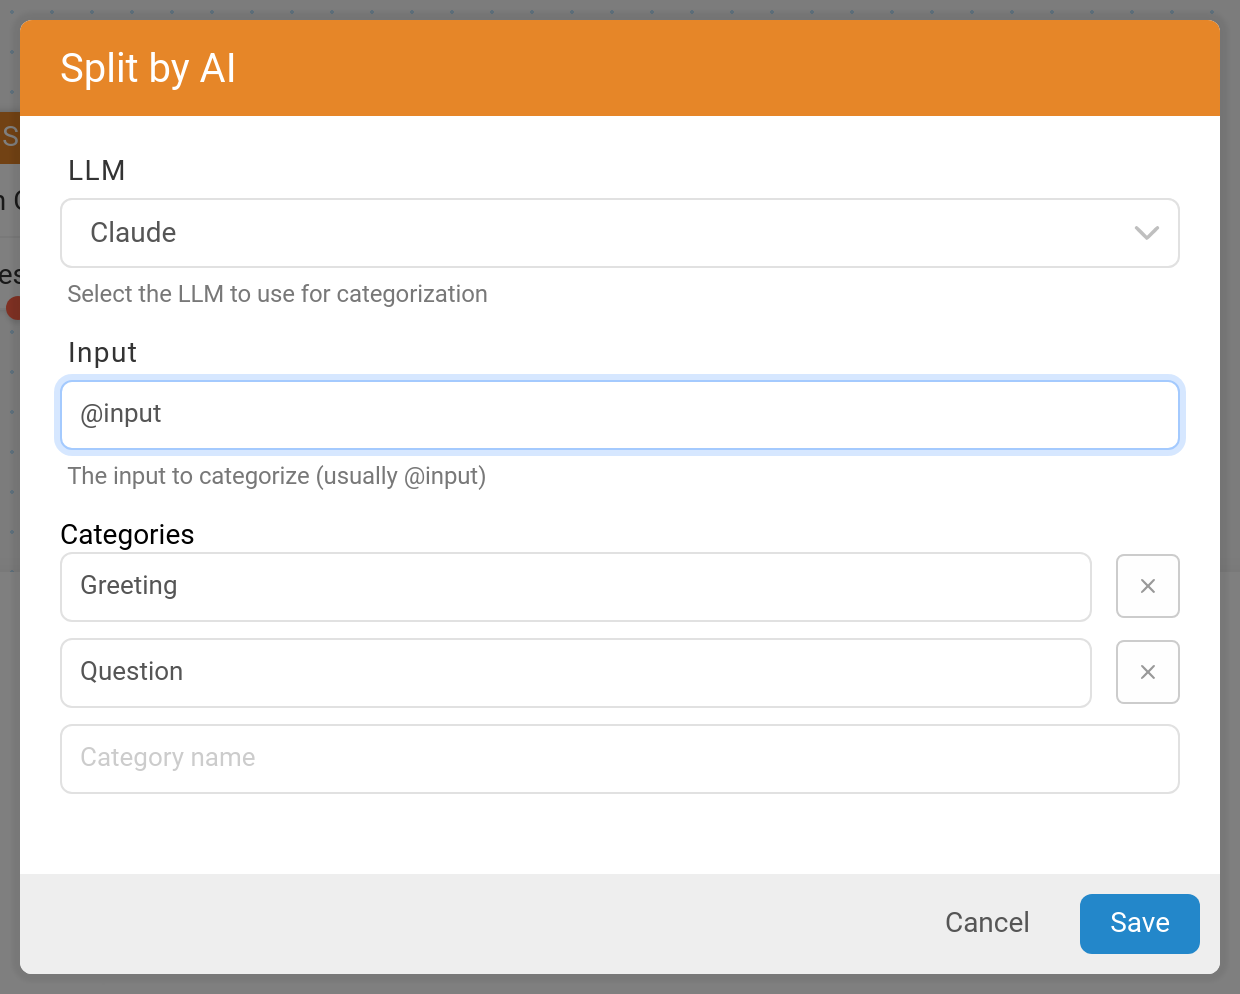 Split by AI
LLM
Claude
Select the LLM to use for categorization
Input
@input
The input to categorize (usually @input)
Categories
Greeting
Question
Category name
Cancel
Save